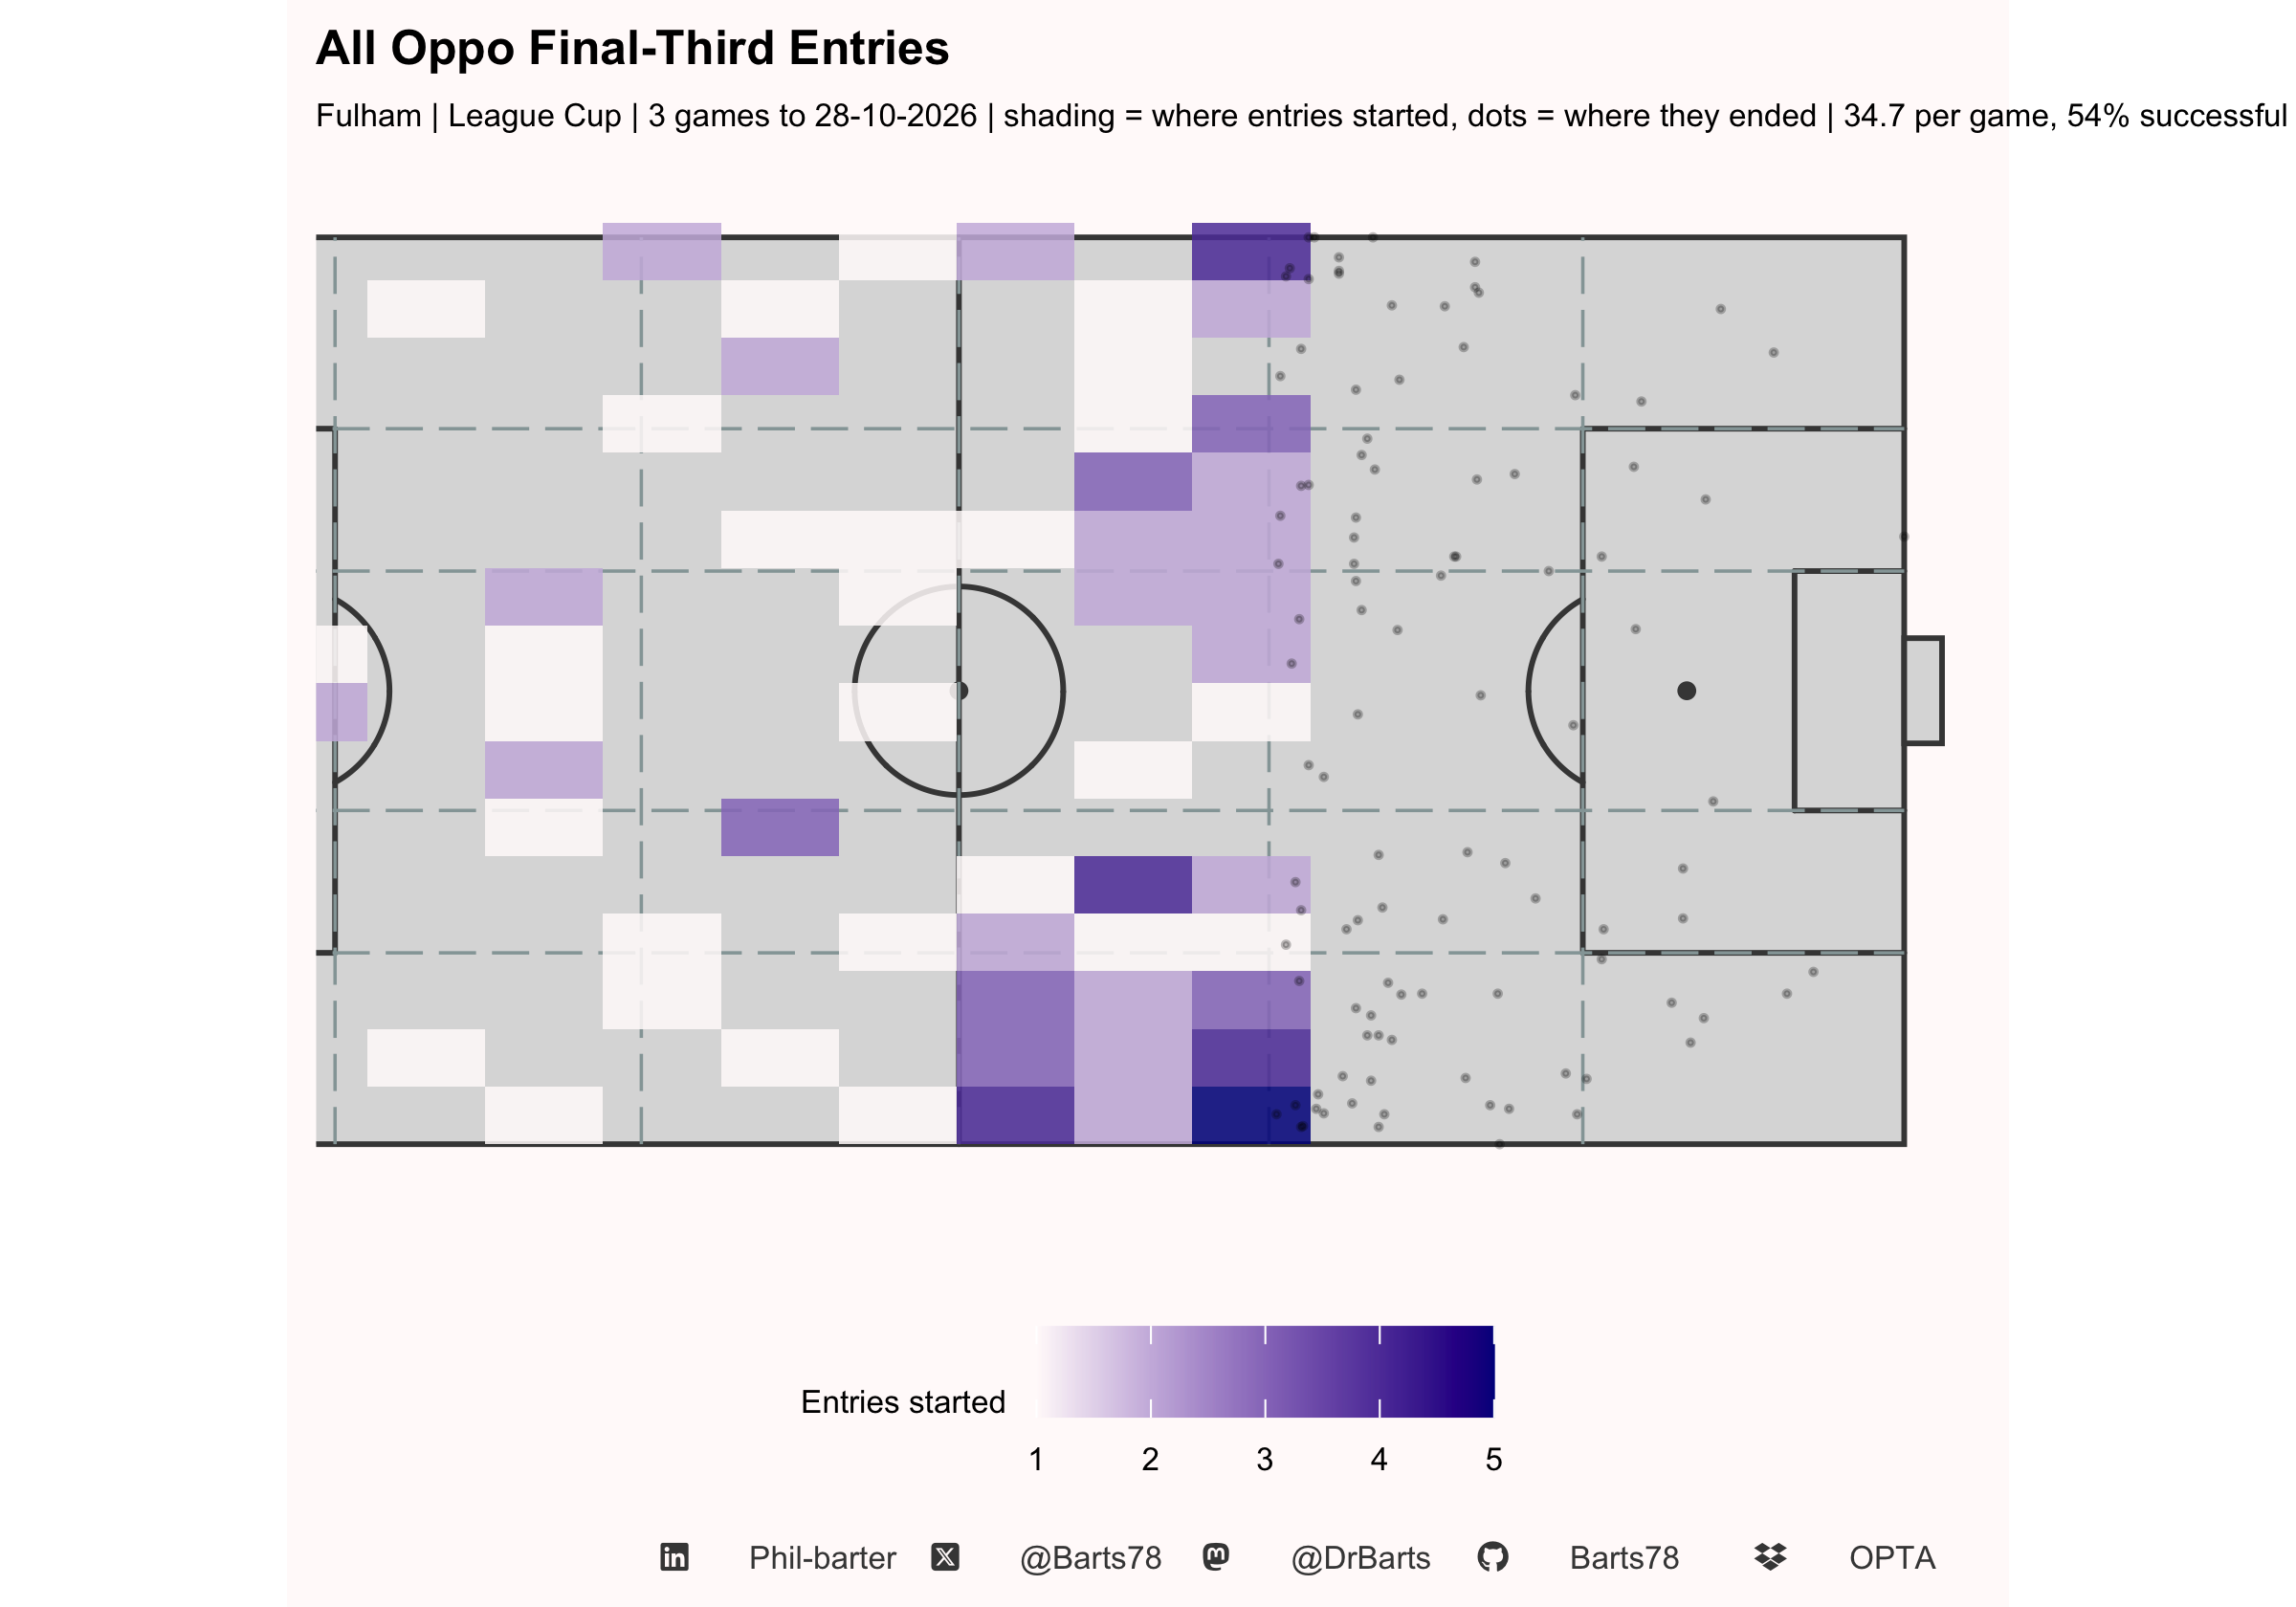 All Oppo Final-Third Entries
Fulham | League Cup | 3 games to 28-10-2026 | shading = where entries started, dots = where they ended | 34.7 per game, 54% successful
Entries started
1 2 3 4 5
Phil-barter @Barts78 @DrBarts Barts78 OPTA